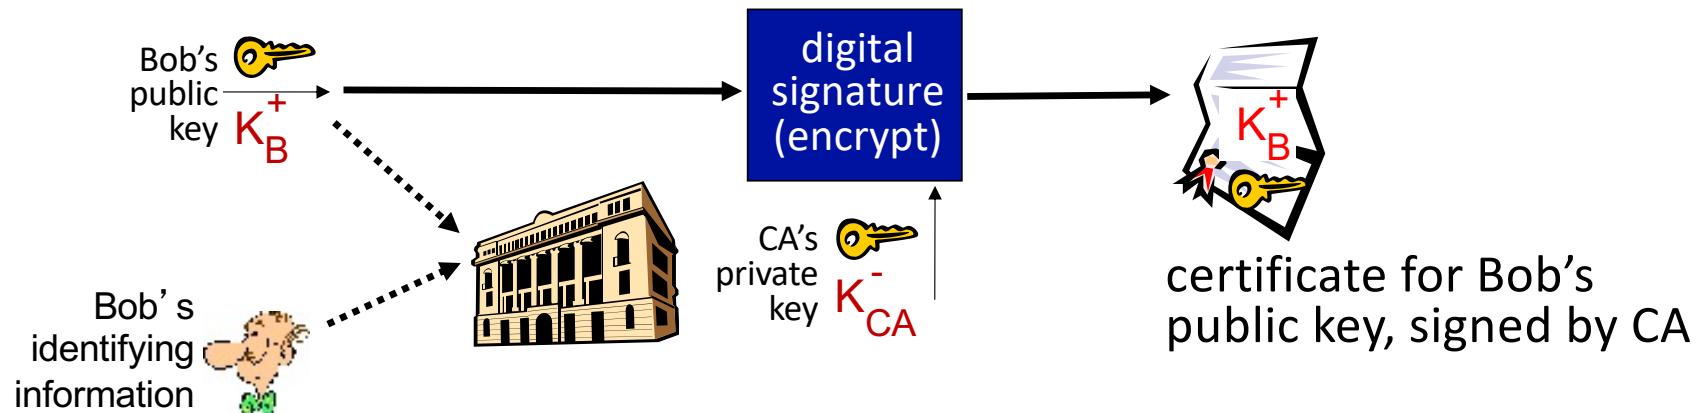 Bob's
public
key
K
+
B
digital
signature
(encrypt)
K
+
B
CA's
private
key
K
-
CA
certificate for Bob's
public key, signed by CA
Bob's
identifying
information